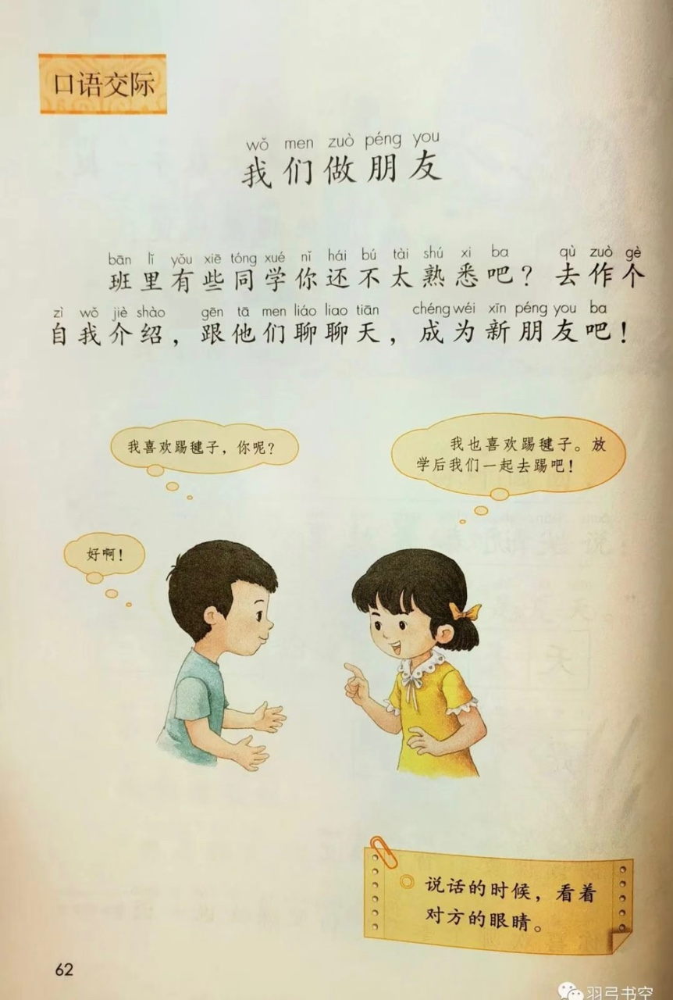 口语交际
wǒ men zuò péng you
我们做朋友
bān lǐ yǒu xiē tóng xué nǐ hái bú tài shú xi ba qù zuò gè
班里有些同学你还不太熟悉吧？去作个
zì wǒ jiè shào gēn tā men liáo liao tiān chéng wéi xīn péng you ba
自我介绍，跟他们聊聊天，成为新朋友吧！
我喜欢踢毽子，你呢？
我也喜欢踢毽子。放
学后我们一起去踢吧！
好啊！
说话的时候，看着
对方的眼睛。
62
羽弓书空